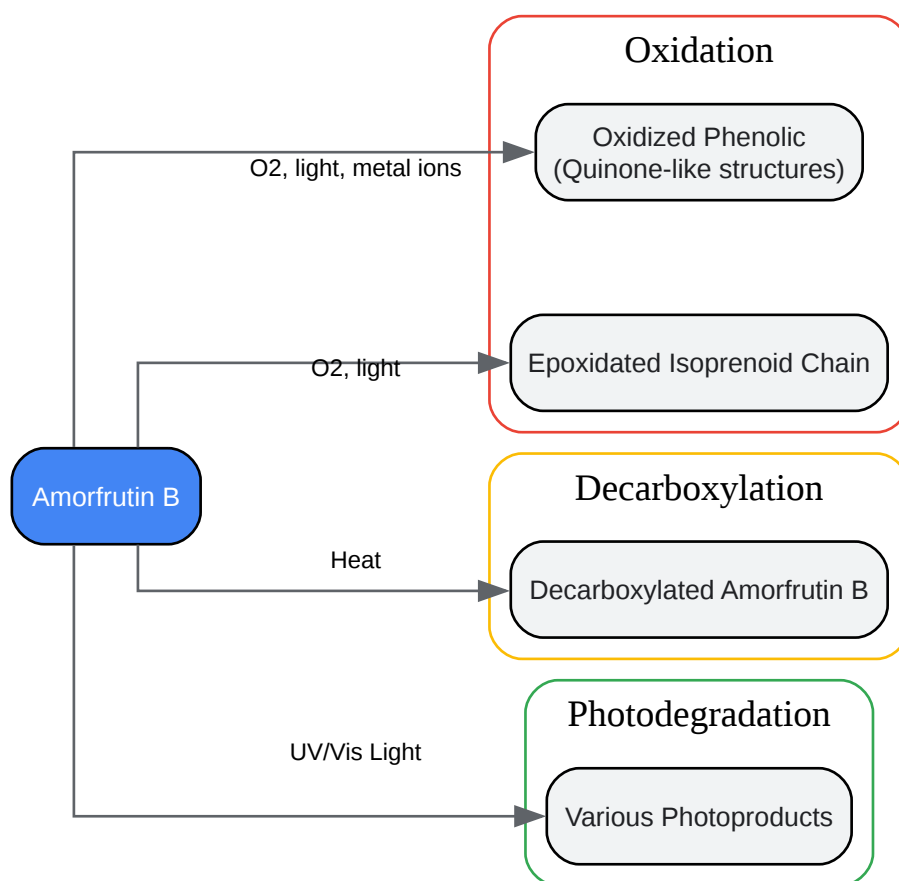 Oxidation
Oxidized Phenolic
(Quinone-like structures)
O2, light, metal ions
Epoxidated Isoprenoid Chain
O2, light
Amorfrutin B
Decarboxylation
Heat
Decarboxylated Amorfrutin B
Photodegradation
UV/Vis Light
Various Photoproducts